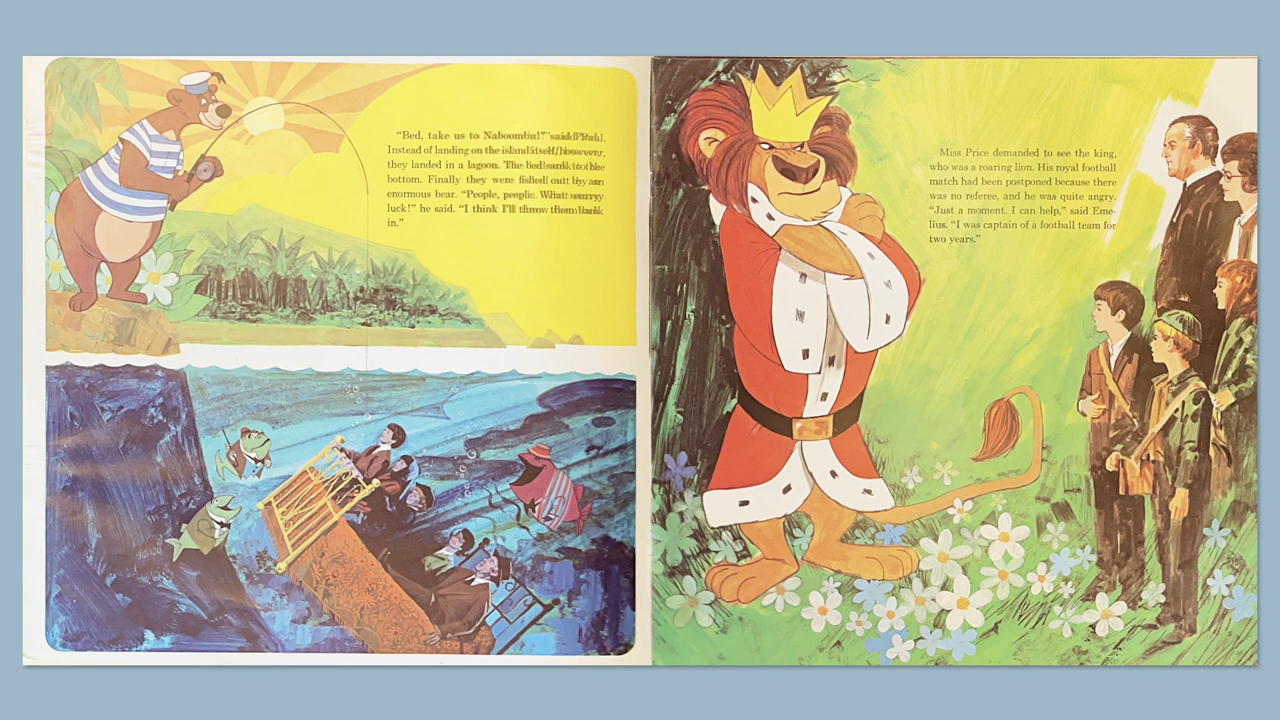 “Bed, take us to Naboombu!” said Paul.
Instead of landing on the island itself, however,
they landed in a lagoon. The bed sank to the
bottom. Finally they were fished out by an
enormous bear. “People, people. What scurvy
luck!” he said. “I think I’ll throw them back
in.”
Miss Price demanded to see the king,
who was a roaring lion. His royal football
match had been postponed because there
was no referee, and he was quite angry.
“Just a moment. I can help,” said Eme-
lius. “I was captain of a football team for
two years.”